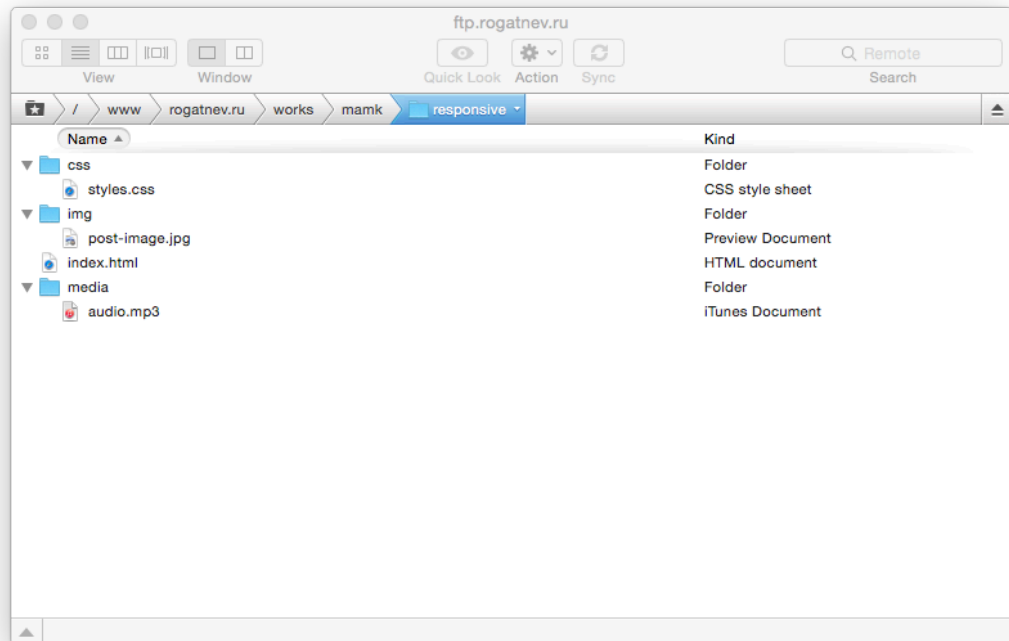 ftp.rogatnev.ru
Remote
View Window Quick Look Action Sync Search
/ www rogatnev.ru works mamk responsive
Name Kind
css Folder
styles.css CSS style sheet
img Folder
post-image.jpg Preview Document
index.html HTML document
media Folder
audio.mp3 iTunes Document